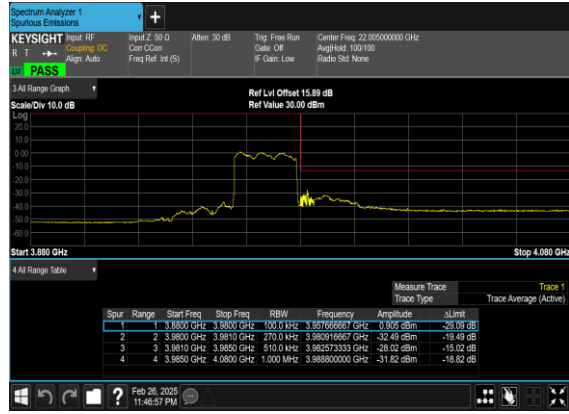 Spectrum Analyzer 1
Spurious Emissions
+
KEYSIGHT Input: RF Input Z: 50 Ω Atten: 30 dB Trig: Free Run Center Freq: 22.005000000 GHz
R T Coupling: DC Corr CCorr Gate: Off Avg|Hold: 100/100
Align: Auto Freq Ref: Int (S) IF Gain: Low Radio Std: None
PASS
3 All Range Graph
Ref Lvl Offset 15.89 dB
Scale/Div 10.0 dB Ref Value 30.00 dBm
Log
20.0
10.0
0.00
-10.0
-20.0
-30.0
-40.0
-50.0
-60.0
Start 3.880 GHz Stop 4.080 GHz
4 All Range Table
Measure Trace Trace 1
Trace Type Trace Average (Active)
Spur Range Start Freq Stop Freq RBW Frequency Amplitude ΔLimit
1 1 3.8800 GHz 3.9800 GHz 100.0 kHz 3.957666667 GHz 0.905 dBm -29.09 dB
2 2 3.9800 GHz 3.9810 GHz 270.0 kHz 3.980916667 GHz -32.49 dBm -19.49 dB
3 3 3.9810 GHz 3.9850 GHz 510.0 kHz 3.982573333 GHz -28.02 dBm -15.02 dB
4 4 3.9850 GHz 4.0800 GHz 1.000 MHz 3.988800000 GHz -31.82 dBm -18.82 dB
? Feb 26, 2025
11:46:57 PM